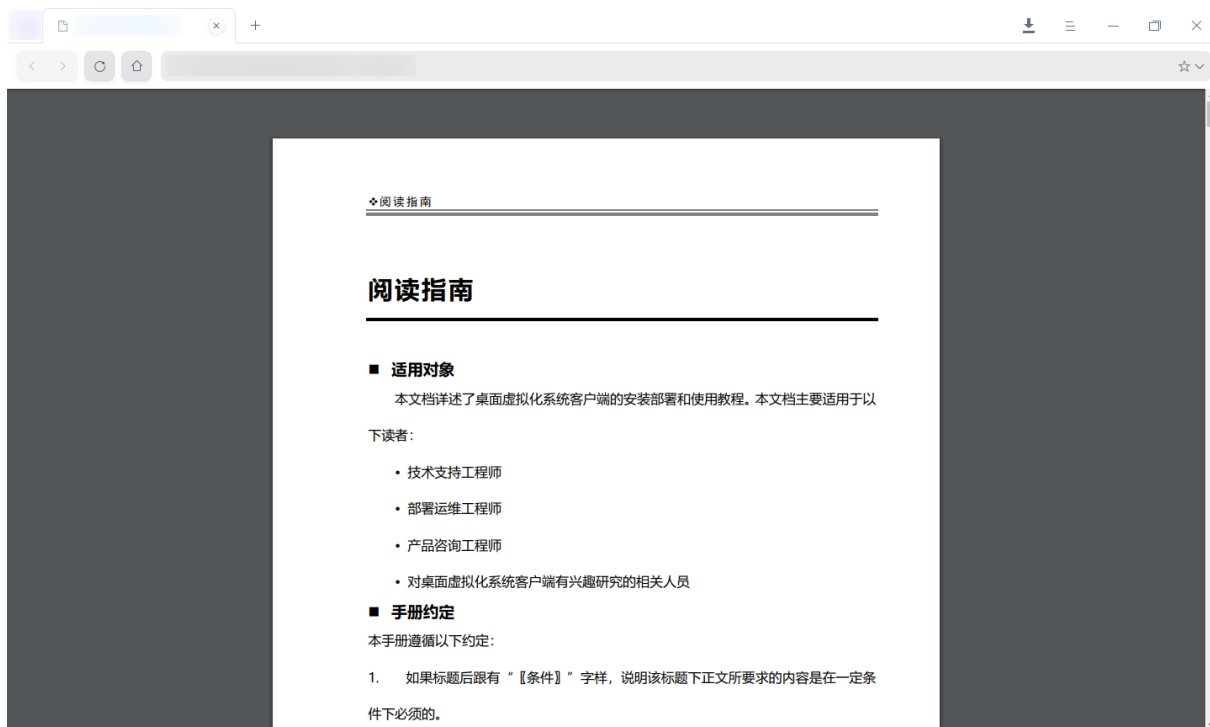 ❖阅读指南
阅读指南
■ 适用对象
本文档详述了桌面虚拟化系统客户端的安装部署和使用教程。本文档主要适用于以
下读者：
• 技术支持工程师
• 部署运维工程师
• 产品咨询工程师
• 对桌面虚拟化系统客户端有兴趣研究的相关人员
■ 手册约定
本手册遵循以下约定：
1. 如果标题后跟有“〖条件〗”字样，说明该标题下正文所要求的内容是在一定条
件下必须的。